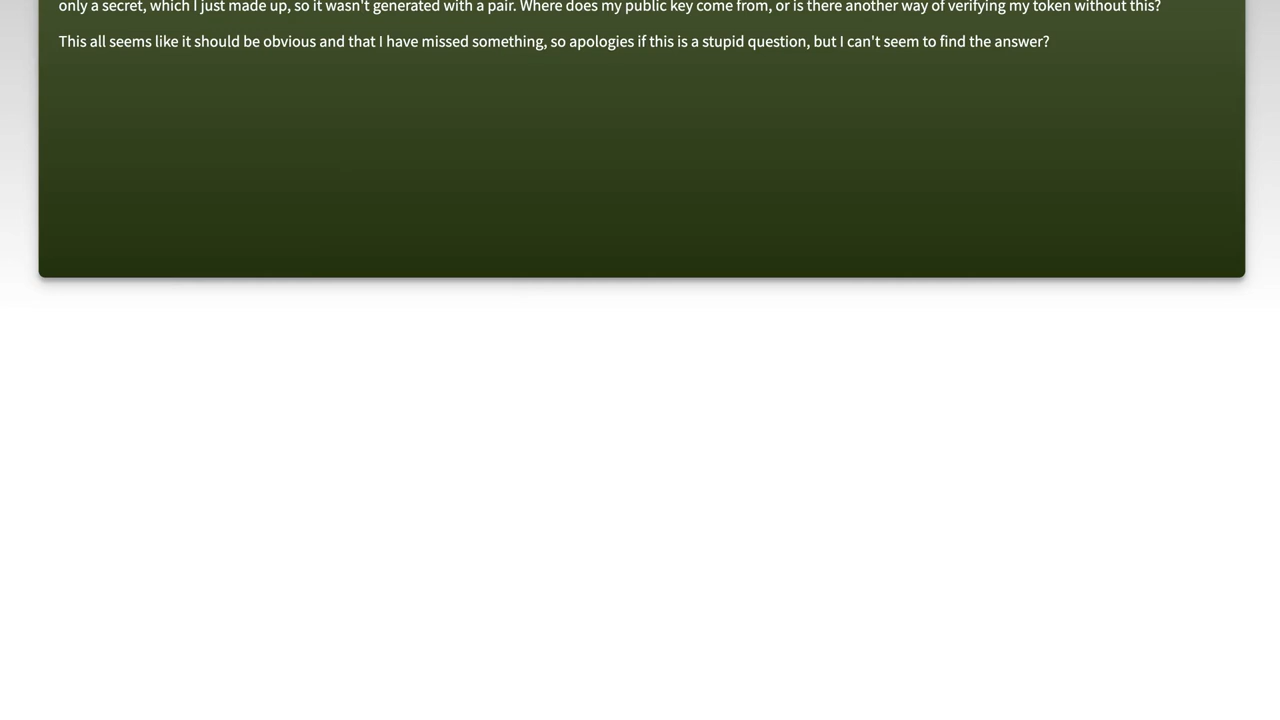 only a secret, which I just made up, so it wasn't generated with a pair. Where does my public key come from, or is there another way of verifying my token without this?
This all seems like it should be obvious and that I have missed something, so apologies if this is a stupid question, but I can't seem to find the answer?